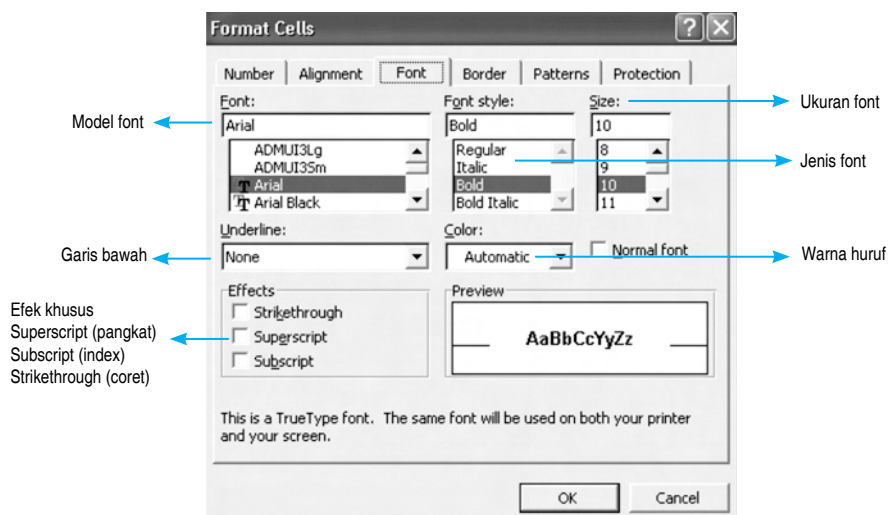 Format Cells
Number Alignment Font Border Patterns Protection
Font: Font style: Size:
Ukuran font
Model font
Arial Bold 10
ADMUI3Lg Regular 8
ADMUI3Sm Italic 9
Jenis font
Arial Bold 10
Arial Black Bold Italic 11
Underline: Color:
Garis bawah
None Automatic Normal font
Warna huruf
Effects Preview
Efek khusus
Superscript (pangkat)
Subscript (index)
Strikethrough (coret)
Strikethrough
Superscript
Subscript
AaBbCcYyZz
This is a TrueType font. The same font will be used on both your printer
and your screen.
OK Cancel